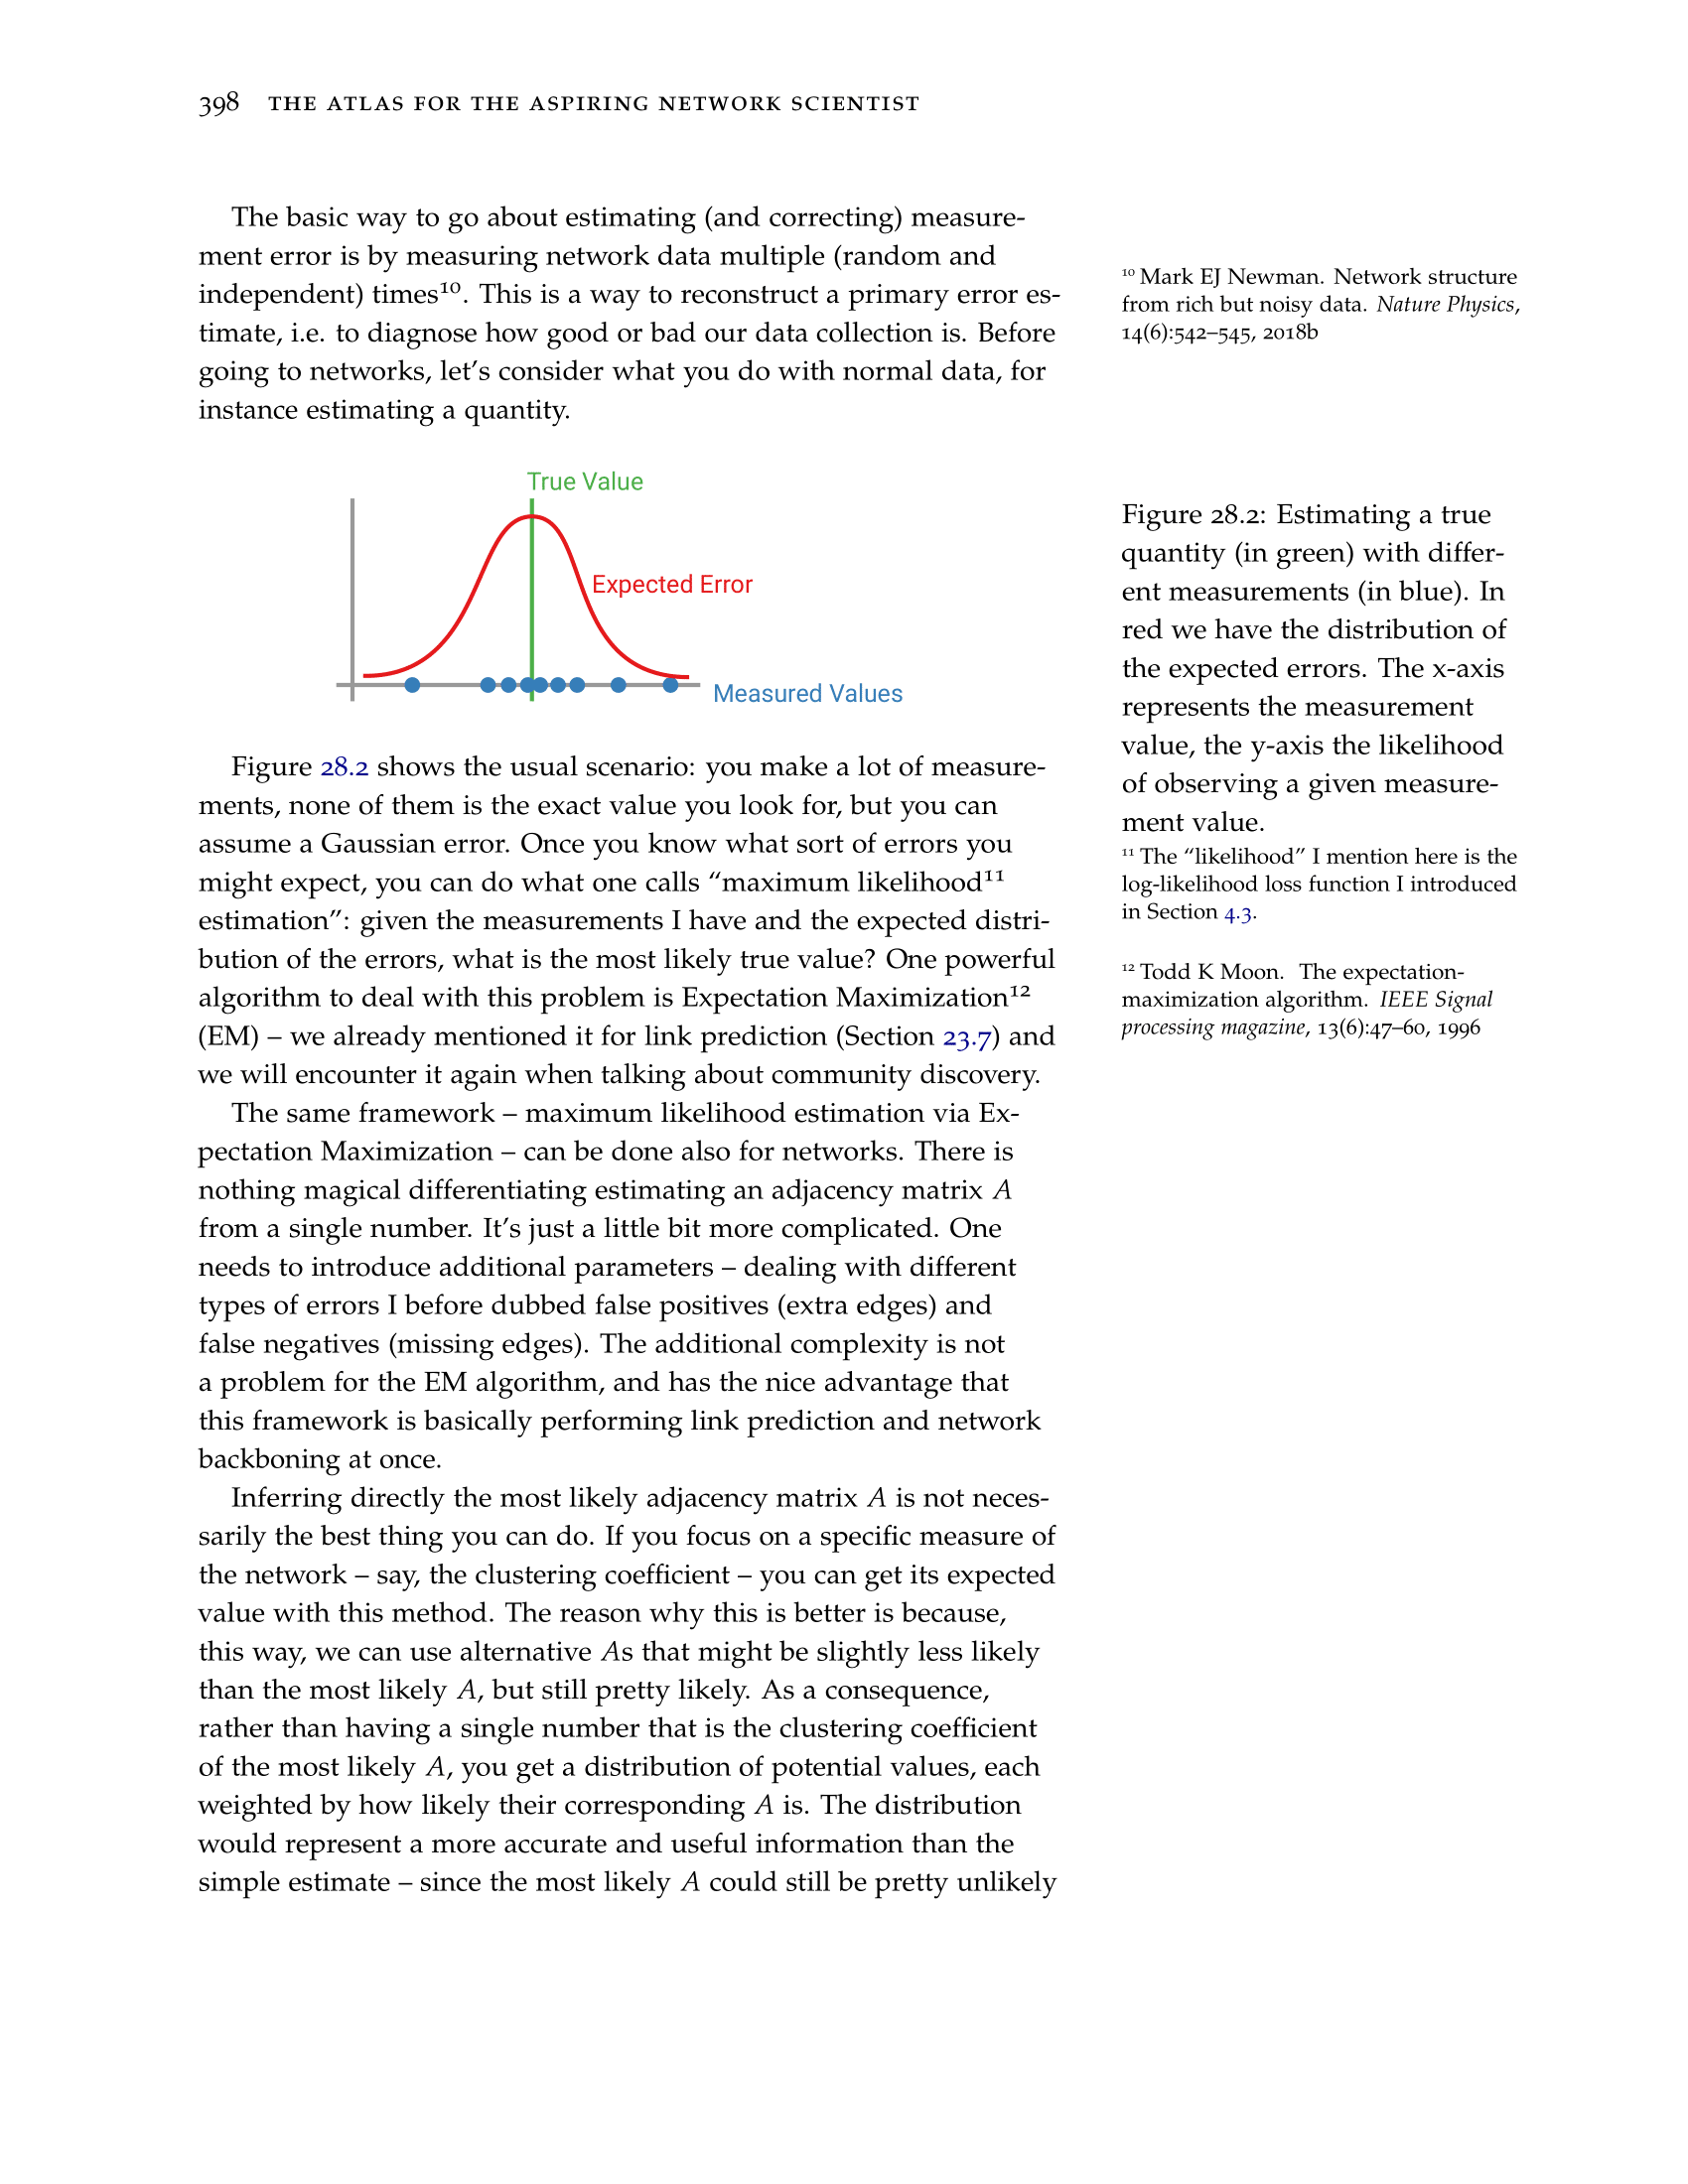 398 THE ATLAS FOR THE ASPIRING NETWORK SCIENTIST
The basic way to go about estimating (and correcting) measure-
ment error is by measuring network data multiple (random and
independent) times¹⁰. This is a way to reconstruct a primary error es-
timate, i.e. to diagnose how good or bad our data collection is. Before
going to networks, let's consider what you do with normal data, for
instance estimating a quantity.
¹⁰ Mark EJ Newman. Network structure
from rich but noisy data. Nature Physics,
14(6):542–545, 2018b
True Value
Expected Error
Measured Values
Figure 28.2: Estimating a true
quantity (in green) with differ-
ent measurements (in blue). In
red we have the distribution of
the expected errors. The x-axis
represents the measurement
value, the y-axis the likelihood
of observing a given measure-
ment value.
Figure 28.2 shows the usual scenario: you make a lot of measure-
ments, none of them is the exact value you look for, but you can
assume a Gaussian error. Once you know what sort of errors you
might expect, you can do what one calls “maximum likelihood¹¹
estimation”: given the measurements I have and the expected distri-
bution of the errors, what is the most likely true value? One powerful
algorithm to deal with this problem is Expectation Maximization¹²
(EM) – we already mentioned it for link prediction (Section 23.7) and
we will encounter it again when talking about community discovery.
¹¹ The “likelihood” I mention here is the
log-likelihood loss function I introduced
in Section 4.3.
¹² Todd K Moon. The expectation-
maximization algorithm. IEEE Signal
processing magazine, 13(6):47–60, 1996
The same framework – maximum likelihood estimation via Ex-
pectation Maximization – can be done also for networks. There is
nothing magical differentiating estimating an adjacency matrix A
from a single number. It's just a little bit more complicated. One
needs to introduce additional parameters – dealing with different
types of errors I before dubbed false positives (extra edges) and
false negatives (missing edges). The additional complexity is not
a problem for the EM algorithm, and has the nice advantage that
this framework is basically performing link prediction and network
backboning at once.
Inferring directly the most likely adjacency matrix A is not neces-
sarily the best thing you can do. If you focus on a specific measure of
the network – say, the clustering coefficient – you can get its expected
value with this method. The reason why this is better is because,
this way, we can use alternative As that might be slightly less likely
than the most likely A, but still pretty likely. As a consequence,
rather than having a single number that is the clustering coefficient
of the most likely A, you get a distribution of potential values, each
weighted by how likely their corresponding A is. The distribution
would represent a more accurate and useful information than the
simple estimate – since the most likely A could still be pretty unlikely